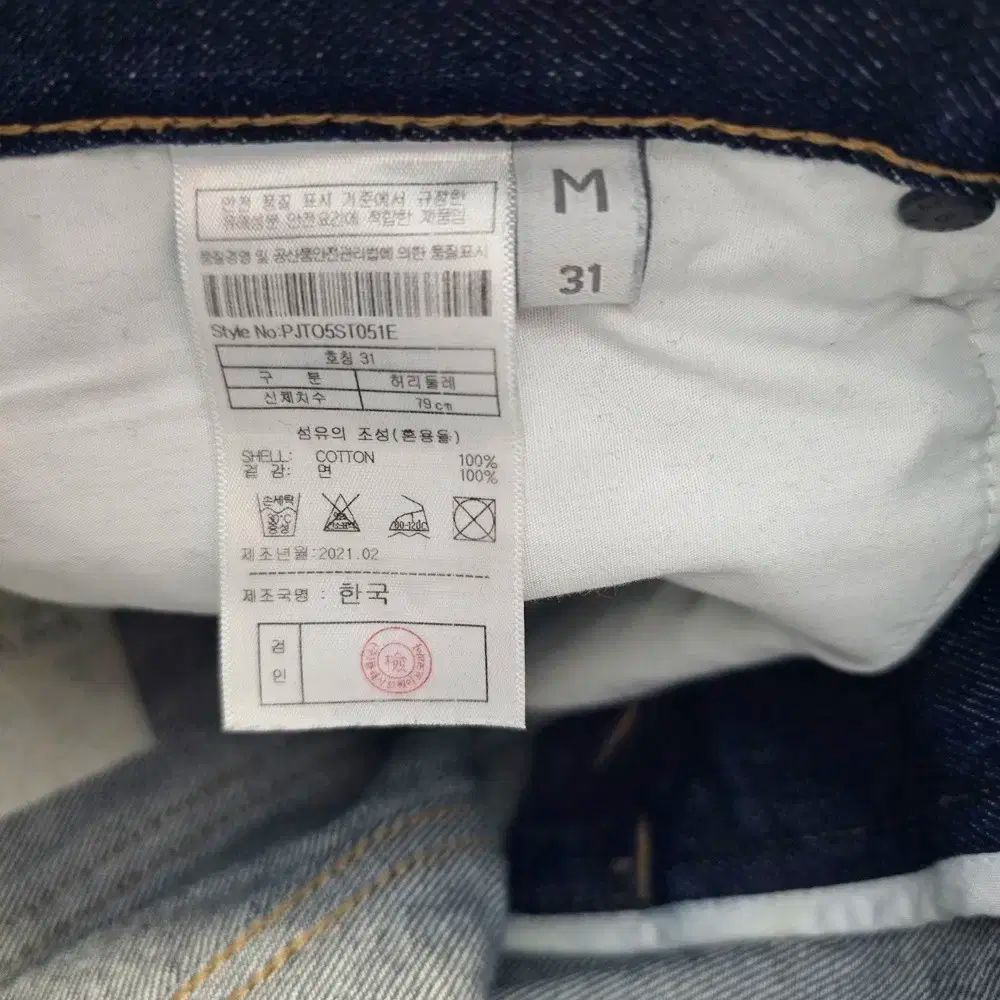 안전 품질 표시 기준에서 규정한
유해성분 안전요건에 적합한 제품임
품질경영 및 공산품안전관리법에 의한 품질표시
Style No:PJTO5ST051E
호칭 31
구 분 허리둘레
신체치수 79cm
섬유의 조성(혼용율)
SHELL: COTTON 100%
겉 감: 면 100%
손세탁
80-120℃
제조년월:2021.02
제조국명 : 한국
검
인
M
31